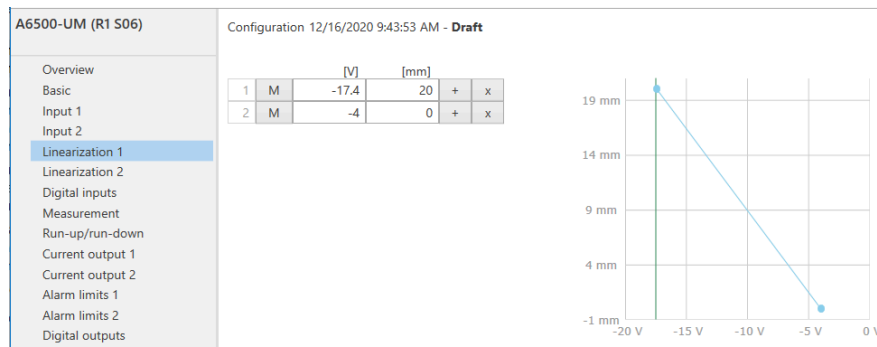 A6500-UM (R1 S06)
Configuration 12/16/2020 9:43:53 AM - Draft
Overview
Basic
Input 1
Input 2
Linearization 1
Linearization 2
Digital inputs
Measurement
Run-up/run-down
Current output 1
Current output 2
Alarm limits 1
Alarm limits 2
Digital outputs
[V] [mm]
1 M -17.4 20 + x
2 M -4 0 + x
19 mm
14 mm
9 mm
4 mm
-1 mm
-20 V -15 V -10 V -5 V 0 V